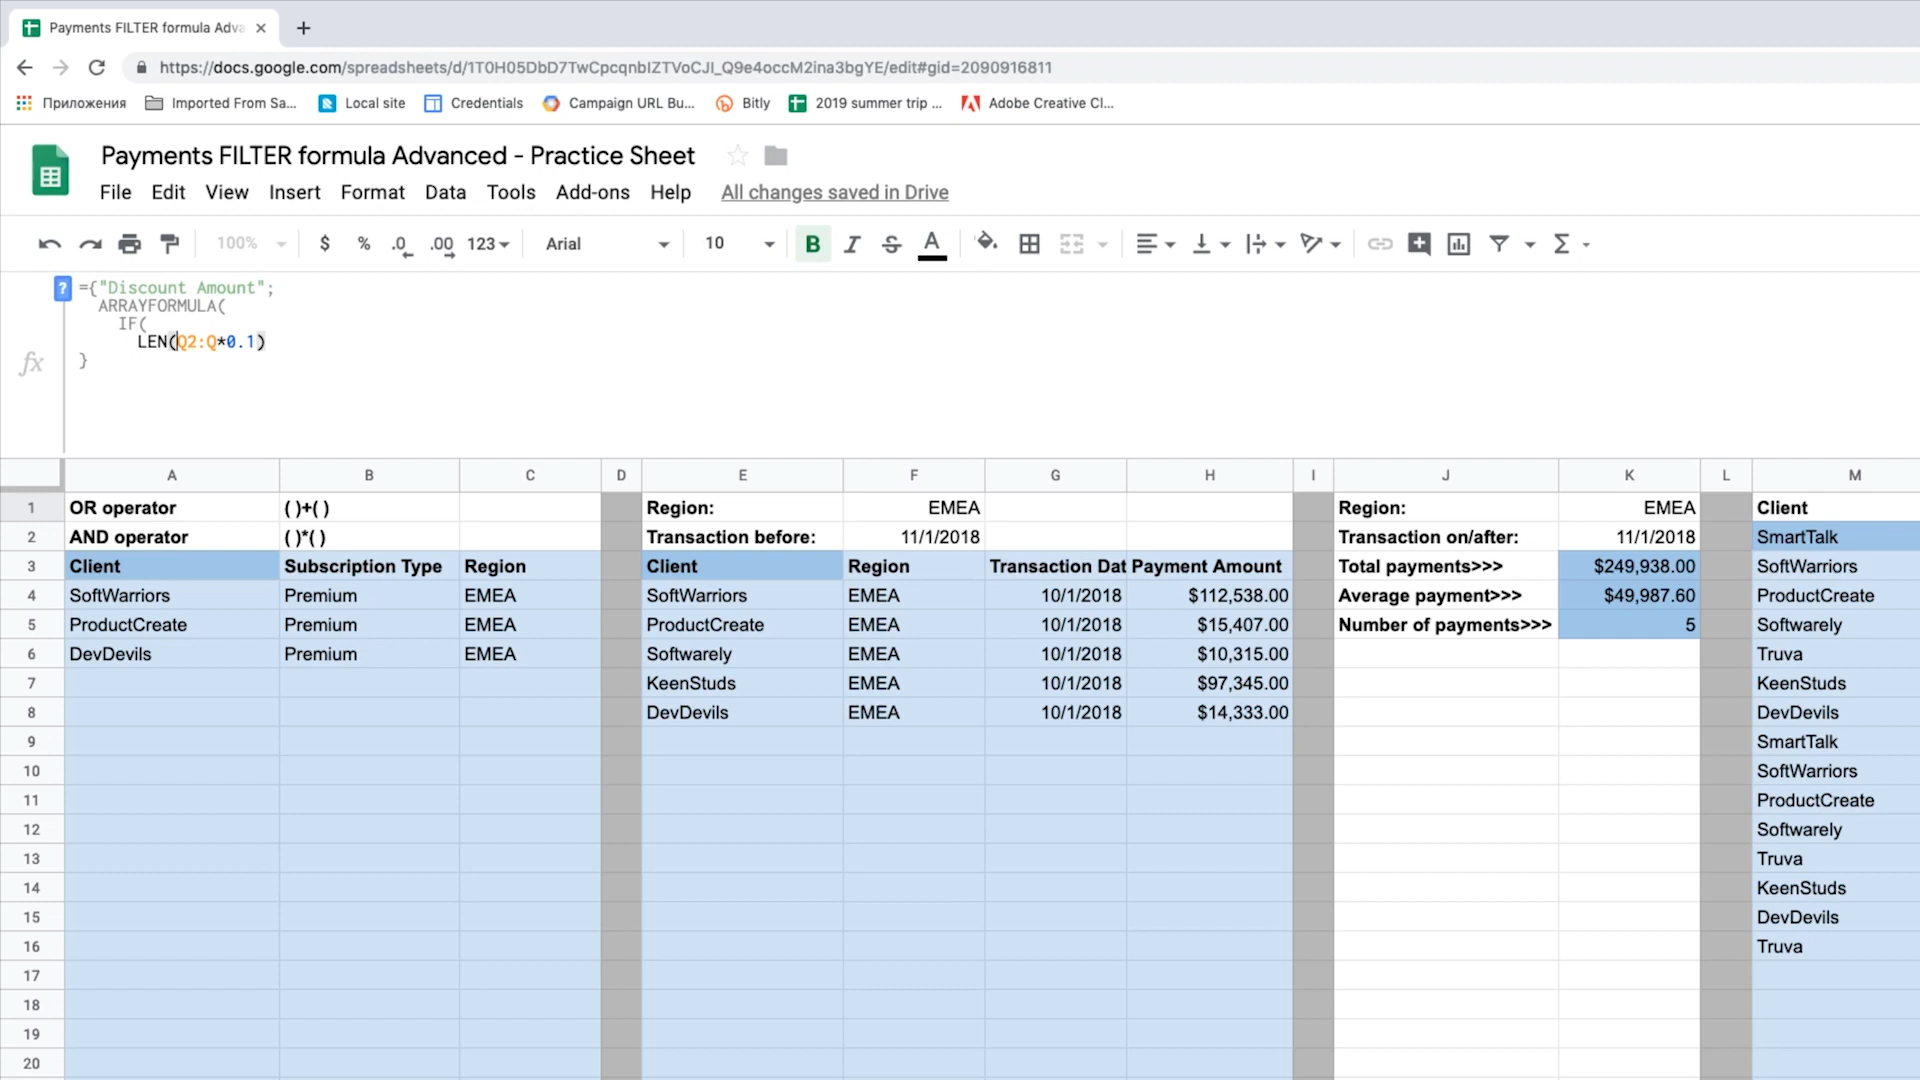 Payments FILTER formula Adva
https://docs.google.com/spreadsheets/d/1T0H05DbD7TwCpcqnbIZTVoCJI_Q9e4occM2ina3bgYE/edit#gid=2090916811
Приложения Imported From Sa... Local site Credentials Campaign URL Bu... Bitly 2019 summer trip ... Adobe Creative Cl...
Payments FILTER formula Advanced - Practice Sheet
File Edit View Insert Format Data Tools Add-ons Help All changes saved in Drive
100% $ % .0 .00 123 Arial 10 B I S A Σ
? ={"Discount Amount";
ARRAYFORMULA(
IF(
LEN(Q2:Q*0.1)
}
fx
A B C D E F G H I J K L M
1 OR operator ( )+( ) Region: EMEA Region: EMEA Client
2 AND operator ( )*( ) Transaction before: 11/1/2018 Transaction on/after: 11/1/2018 SmartTalk
3 Client Subscription Type Region Client Region Transaction Dat Payment Amount Total payments>>> $249,938.00 SoftWarriors
4 SoftWarriors Premium EMEA SoftWarriors EMEA 10/1/2018 $112,538.00 Average payment>>> $49,987.60 ProductCreate
5 ProductCreate Premium EMEA ProductCreate EMEA 10/1/2018 $15,407.00 Number of payments>>> 5 Softwarely
6 DevDevils Premium EMEA Softwarely EMEA 10/1/2018 $10,315.00 Truva
7 KeenStuds EMEA 10/1/2018 $97,345.00 KeenStuds
8 DevDevils EMEA 10/1/2018 $14,333.00 DevDevils
9 SmartTalk
10 SoftWarriors
11 ProductCreate
12 Softwarely
13 Truva
14 KeenStuds
15 DevDevils
16 Truva
17
18
19
20